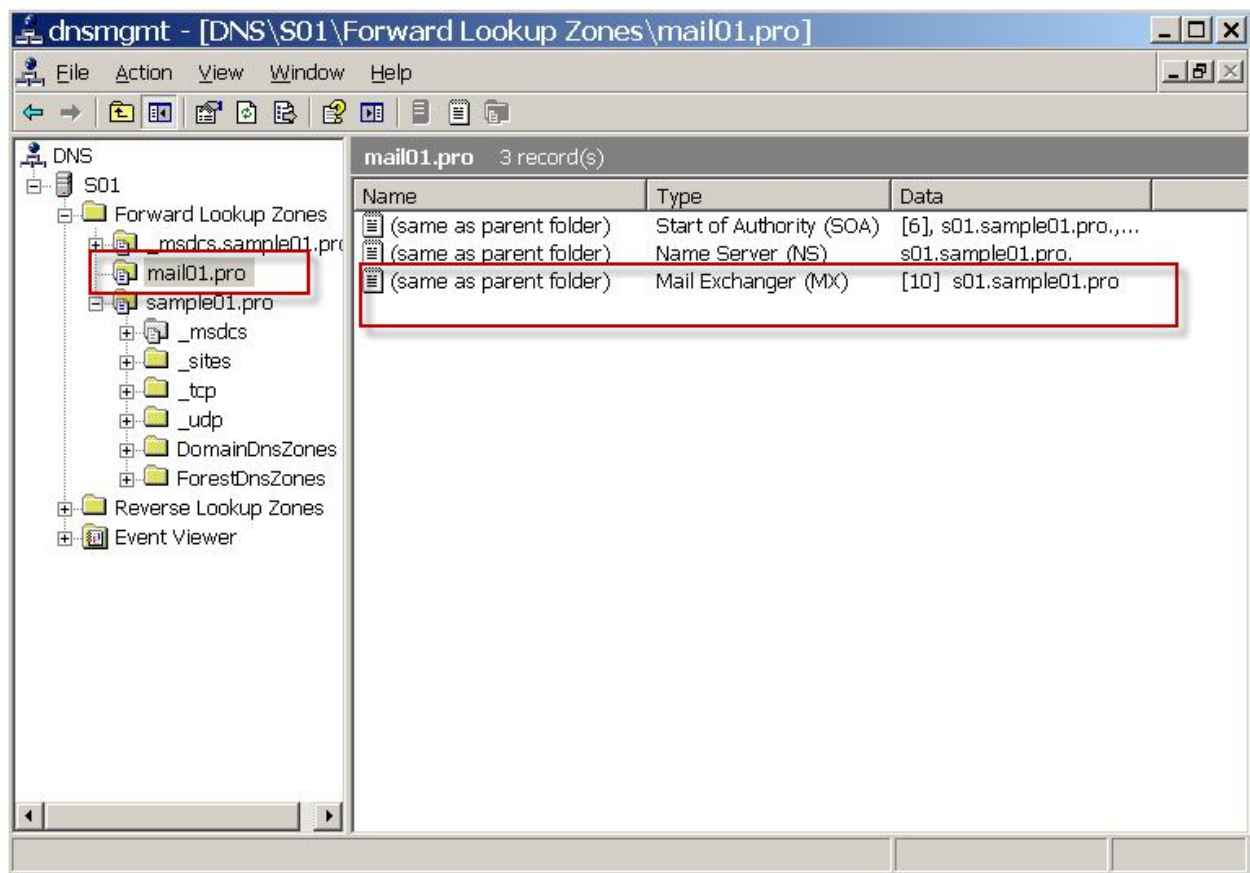 dnsmgmt - [DNS\S01\Forward Lookup Zones\mail01.pro]
File Action View Window Help
DNS
S01
Forward Lookup Zones
_msdcs.sample01.pro
mail01.pro
sample01.pro
_msdcs
_sites
_tcp
_udp
DomainDnsZones
ForestDnsZones
Reverse Lookup Zones
Event Viewer
mail01.pro 3 record(s)
Name Type Data
(same as parent folder) Start of Authority (SOA) [6], s01.sample01.pro.,...
(same as parent folder) Name Server (NS) s01.sample01.pro.
(same as parent folder) Mail Exchanger (MX) [10] s01.sample01.pro